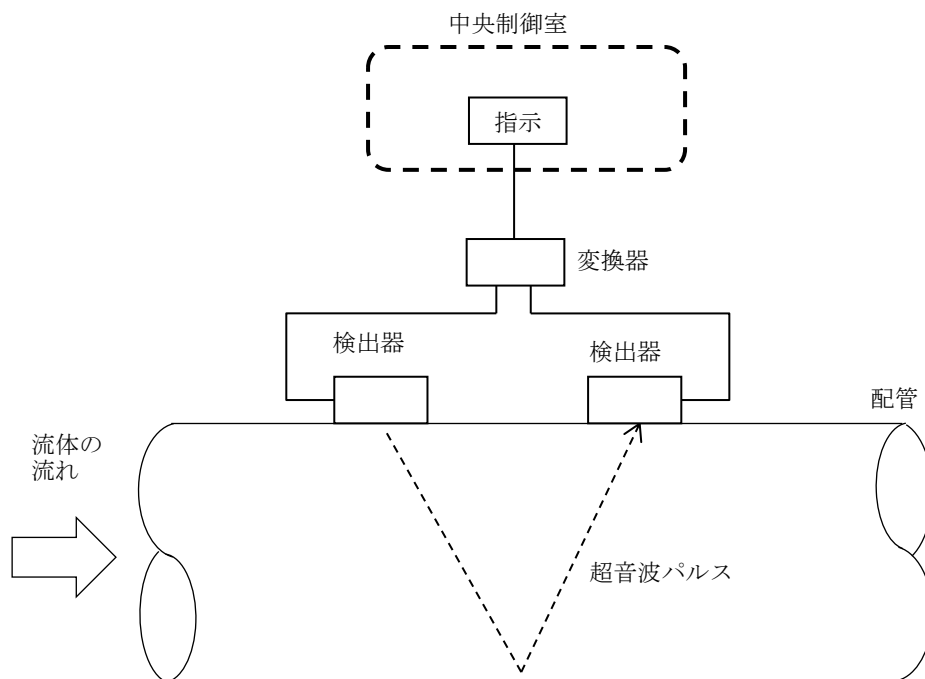 中央制御室
指示
変換器
検出器
検出器
配管
流体の
流れ
超音波パルス